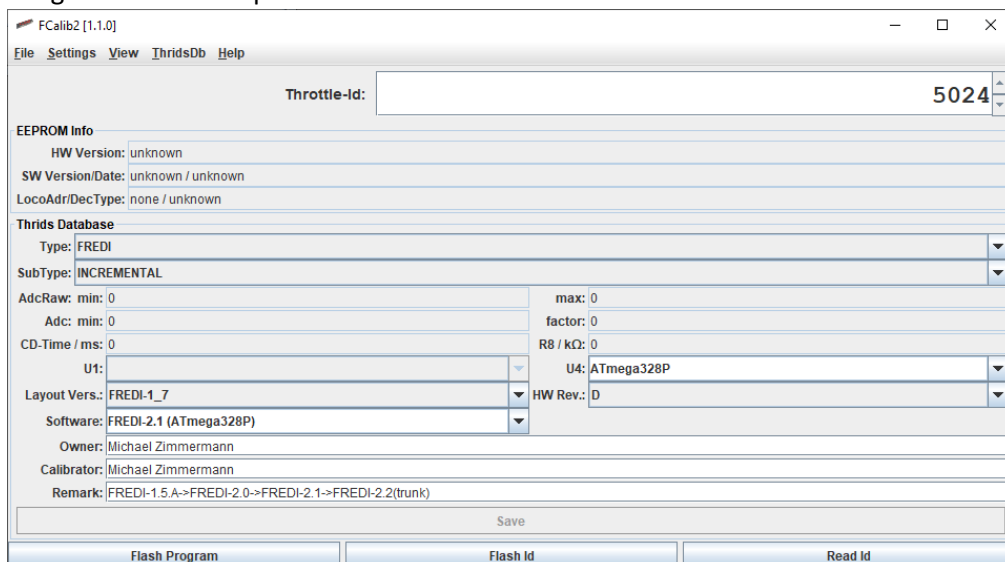 FCalib2 [1.1.0]
File Settings View ThridsDb Help
Throttle-Id: 5024
EEPROM Info
HW Version: unknown
SW Version/Date: unknown / unknown
LocoAdr/DecType: none / unknown
Thrids Database
Type: FREDI
SubType: INCREMENTAL
AdcRaw: min: 0 max: 0
Adc: min: 0 factor: 0
CD-Time / ms: 0 R8 / kΩ: 0
U1: U4: ATmega328P
Layout Vers.: FREDI-1_7 HW Rev.: D
Software: FREDI-2.1 (ATmega328P)
Owner: Michael Zimmermann
Calibrator: Michael Zimmermann
Remark: FREDI-1.5.A->FREDI-2.0->FREDI-2.1->FREDI-2.2(trunk)
Save
Flash Program Flash Id Read Id